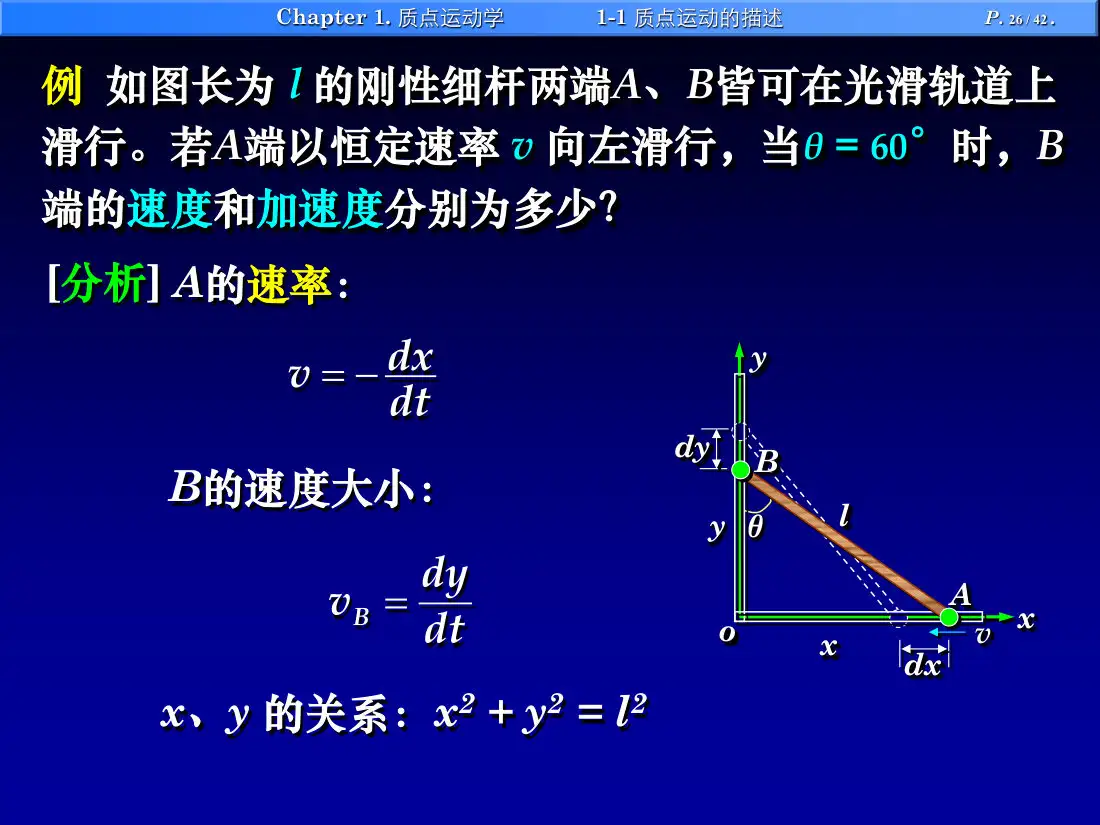 Chapter 1. 质点运动学 1-1 质点运动的描述 P. 26 / 42 .
例 如图长为 l 的刚性细杆两端A、B皆可在光滑轨道上
滑行。若A端以恒定速率 v 向左滑行，当θ = 60° 时，B
端的速度和加速度分别为多少？
[分析] A的速率：
v = − dx/dt
B的速度大小：
v_B = dy/dt
x、y 的关系：x² + y² = l²
y
dy
B
y θ
l
A
o
x
dx
v
x